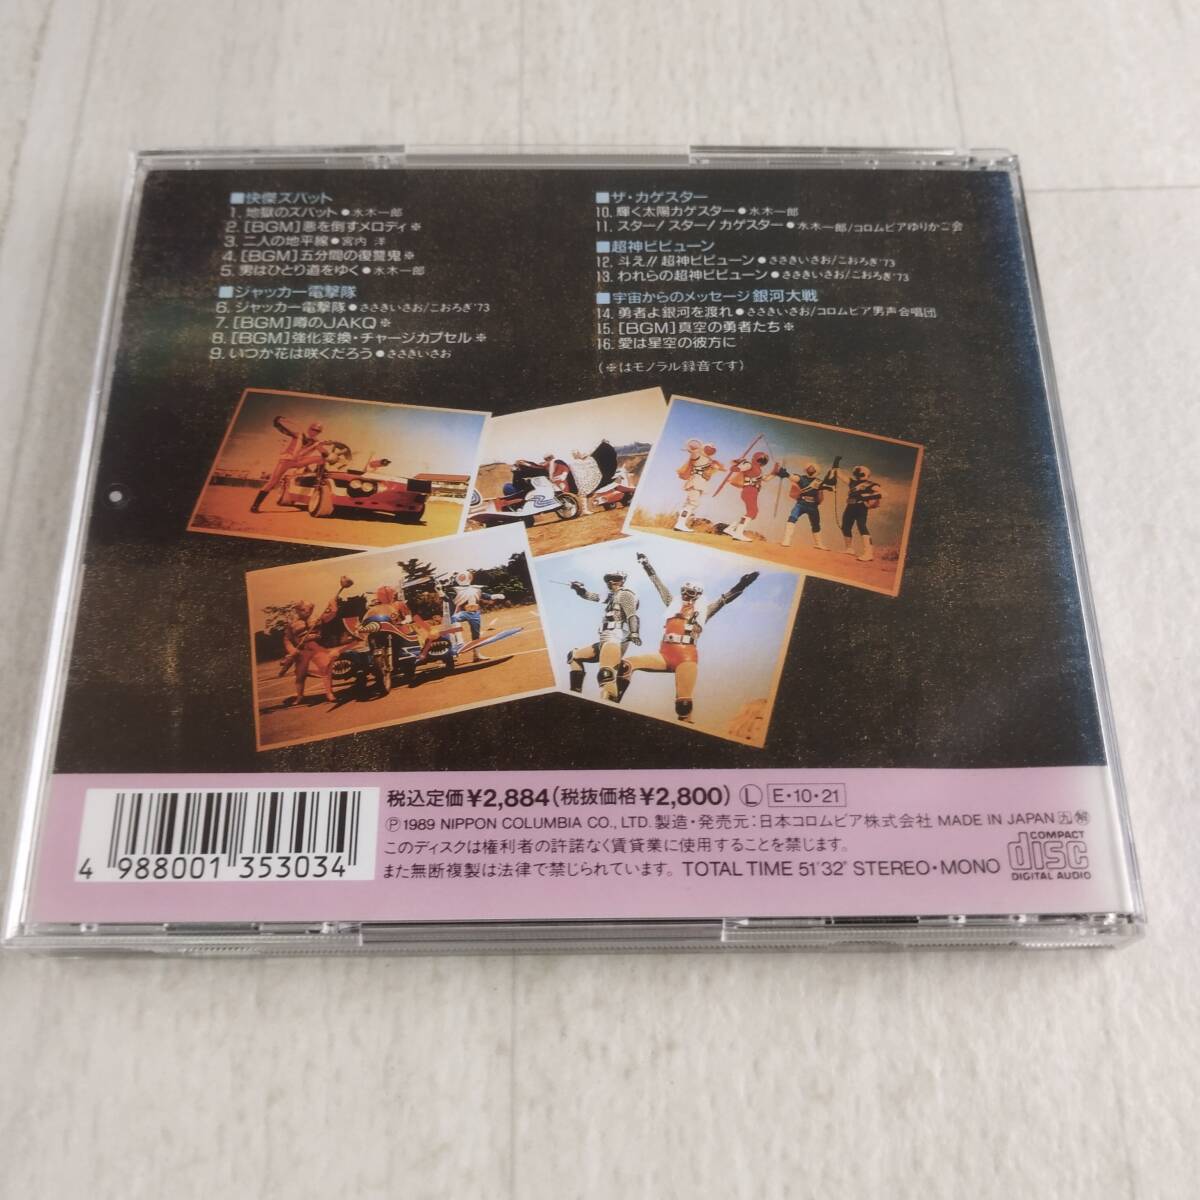 ■快傑ズバット
1. 地獄のズバット●水木一郎
2. [BGM]悪を倒すメロディ※
3. 二人の地平線●宮内 洋
4. [BGM]五分間の復讐鬼※
5. 男はひとり道をゆく●水木一郎
■ジャッカー電撃隊
6. ジャッカー電撃隊●ささきいさお/こおろぎ'73
7. [BGM]噂のJAKQ※
8. [BGM]強化変換・チャージカプセル※
9. いつか花は咲くだろう●ささきいさお
■ザ・カゲスター
10. 輝く太陽カゲスター●水木一郎
11. スター!スター!カゲスター●水木一郎/コロムビアゆりかご会
■超神ビビューン
12. 斗え!!超神ビビューン●ささきいさお/こおろぎ'73
13. われらの超神ビビューン●ささきいさお/こおろぎ'73
■宇宙からのメッセージ 銀河大戦
14. 勇者よ銀河を渡れ●ささきいさお/コロムビア男声合唱団
15. [BGM]真空の勇者たち※
16. 愛は星空の彼方に
(※はモノラル録音です)
税込定価¥2,884(税抜価格¥2,800) Ⓛ E・10・21
Ⓟ1989 NIPPON COLUMBIA CO., LTD. 製造・発売元:日本コロムビア株式会社 MADE IN JAPAN
このディスクは権利者の許諾なく賃貸業に使用することを禁じます。
また無断複製は法律で禁じられています。 TOTAL TIME 51'32" STEREO・MONO
COMPACT
disc
DIGITAL AUDIO
4 988001 353034